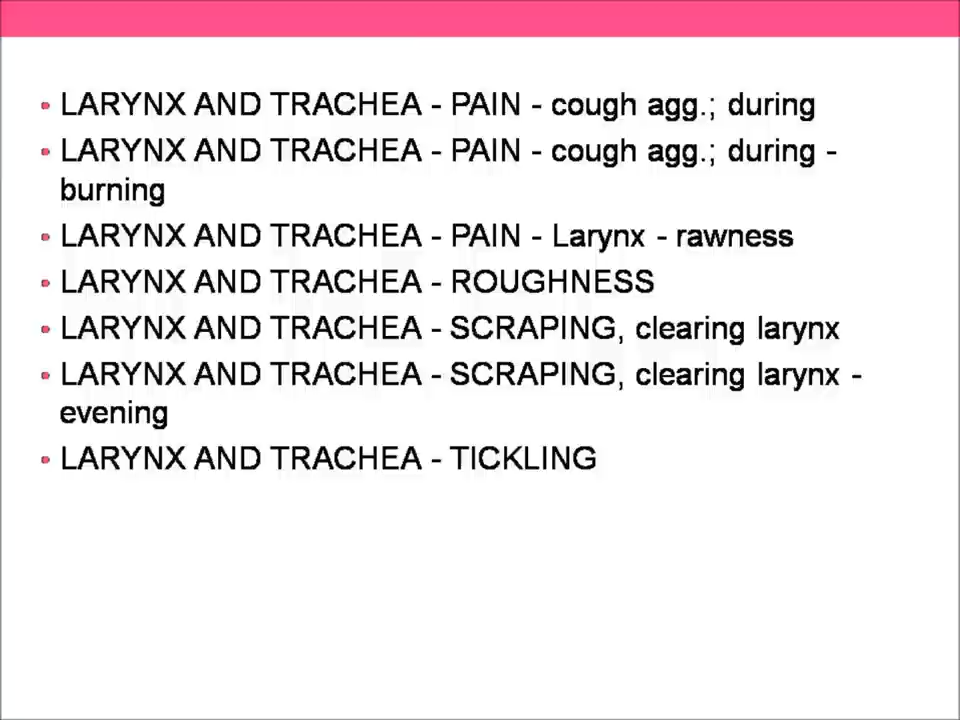 • LARYNX AND TRACHEA - PAIN - cough agg.; during
• LARYNX AND TRACHEA - PAIN - cough agg.; during -
burning
• LARYNX AND TRACHEA - PAIN - Larynx - rawness
• LARYNX AND TRACHEA - ROUGHNESS
• LARYNX AND TRACHEA - SCRAPING, clearing larynx
• LARYNX AND TRACHEA - SCRAPING, clearing larynx -
evening
• LARYNX AND TRACHEA - TICKLING